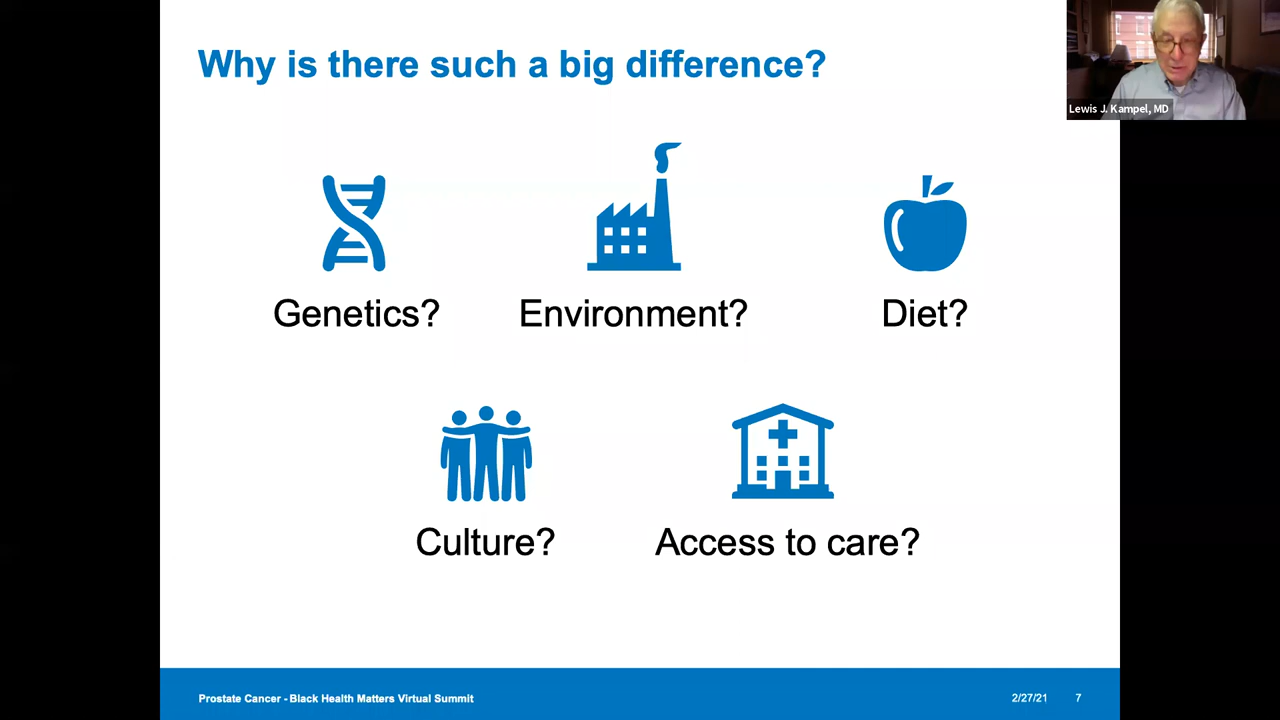 Why is there such a big difference?
Lewis J. Kampel, MD
Genetics?
Environment?
Diet?
Culture?
Access to care?
Prostate Cancer - Black Health Matters Virtual Summit
2/27/21
7